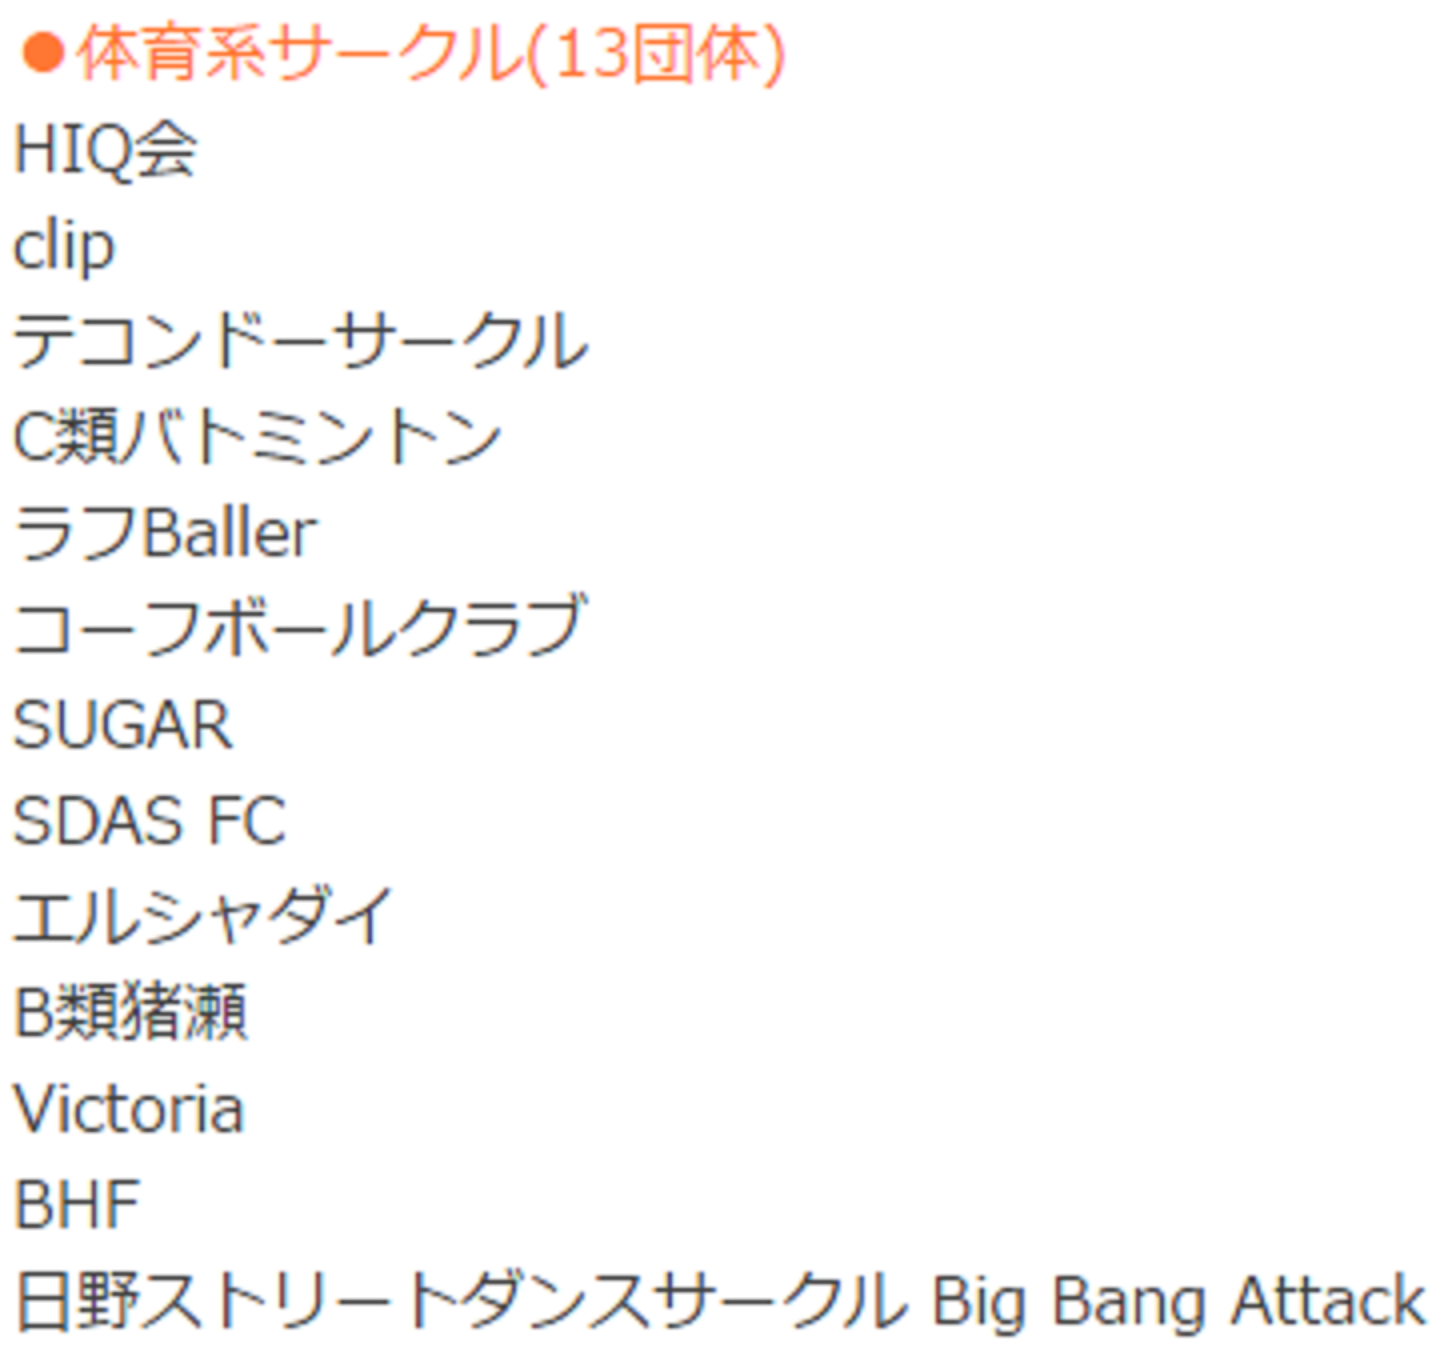 ●体育系サークル(13団体)
HIQ会
clip
テコンドーサークル
C類バトミントン
ラフBaller
コーフボールクラブ
SUGAR
SDAS FC
エルシャダイ
B類猪瀬
Victoria
BHF
日野ストリートダンスサークル Big Bang Attack